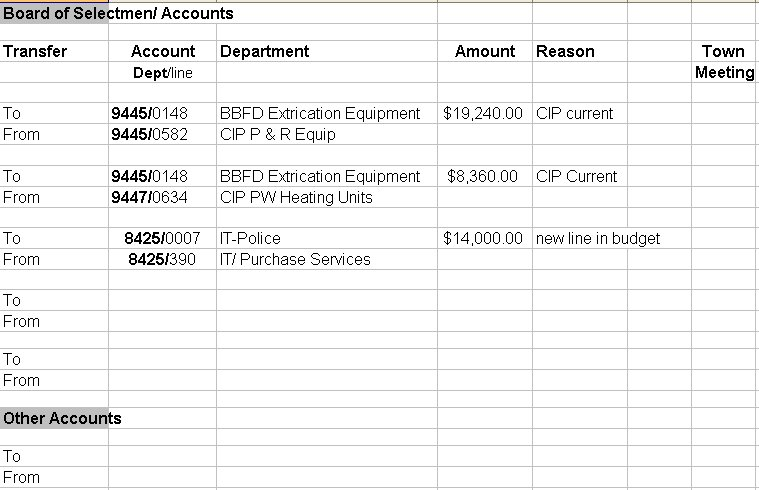 Board of Selectmen/ Accounts
Transfer Account Department Amount Reason Town
Dept/line Meeting
To 9445/0148 BBFD Extrication Equipment $19,240.00 CIP current
From 9445/0582 CIP P & R Equip
To 9445/0148 BBFD Extrication Equipment $8,360.00 CIP Current
From 9447/0634 CIP PW Heating Units
To 8425/0007 IT-Police $14,000.00 new line in budget
From 8425/390 IT/ Purchase Services
To
From
To
From
Other Accounts
To
From